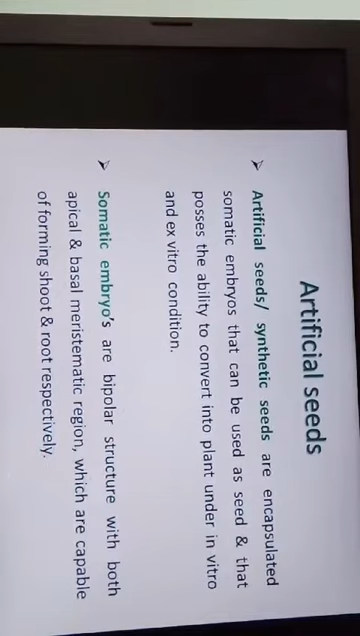 Artificial seeds
➢ Artificial seeds/ synthetic seeds are encapsulated
somatic embryos that can be used as seed & that
posses the ability to convert into plant under in vitro
and ex vitro condition.
➢ Somatic embryo's are bipolar structure with both
apical & basal meristematic region, which are capable
of forming shoot & root respectively.